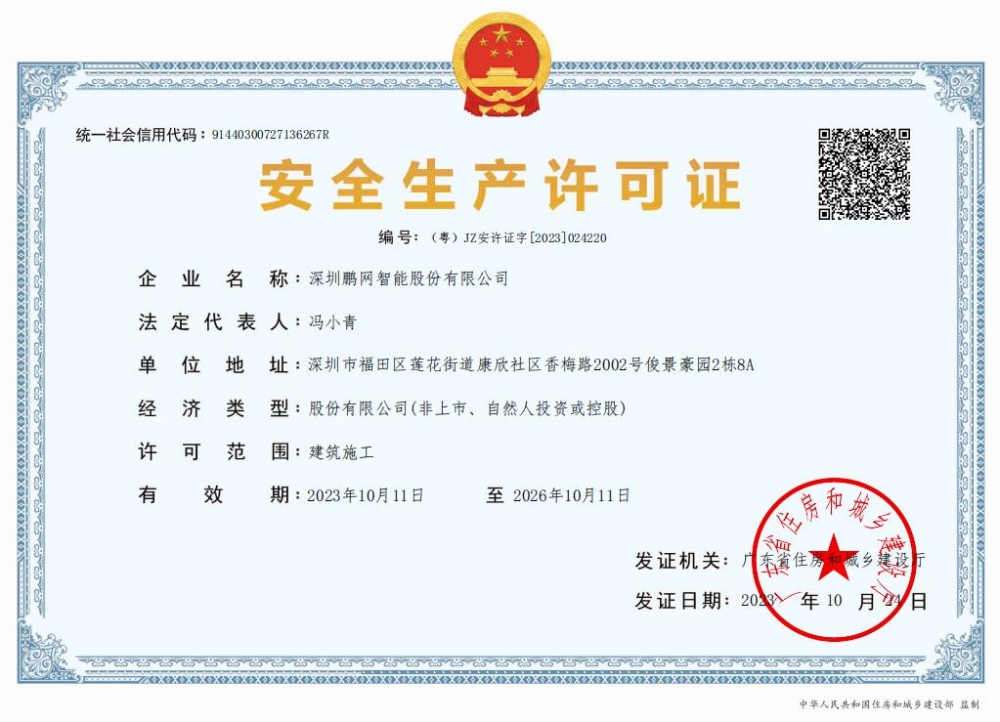 统一社会信用代码：91440300727136267R
安全生产许可证
编号：（粤）JZ安许证字[2023]024220
企业名称：深圳鹏网智能股份有限公司
法定代表人：冯小青
单位地址：深圳市福田区莲花街道康欣社区香梅路2002号俊景豪园2栋8A
经济类型：股份有限公司(非上市、自然人投资或控股)
许可范围：建筑施工
有效期：2023年10月11日 至 2026年10月11日
广东省住房和城乡建设厅
发证机关：广东省住房和城乡建设厅
发证日期：2023 年 10 月 24 日
中华人民共和国住房和城乡建设部 监制